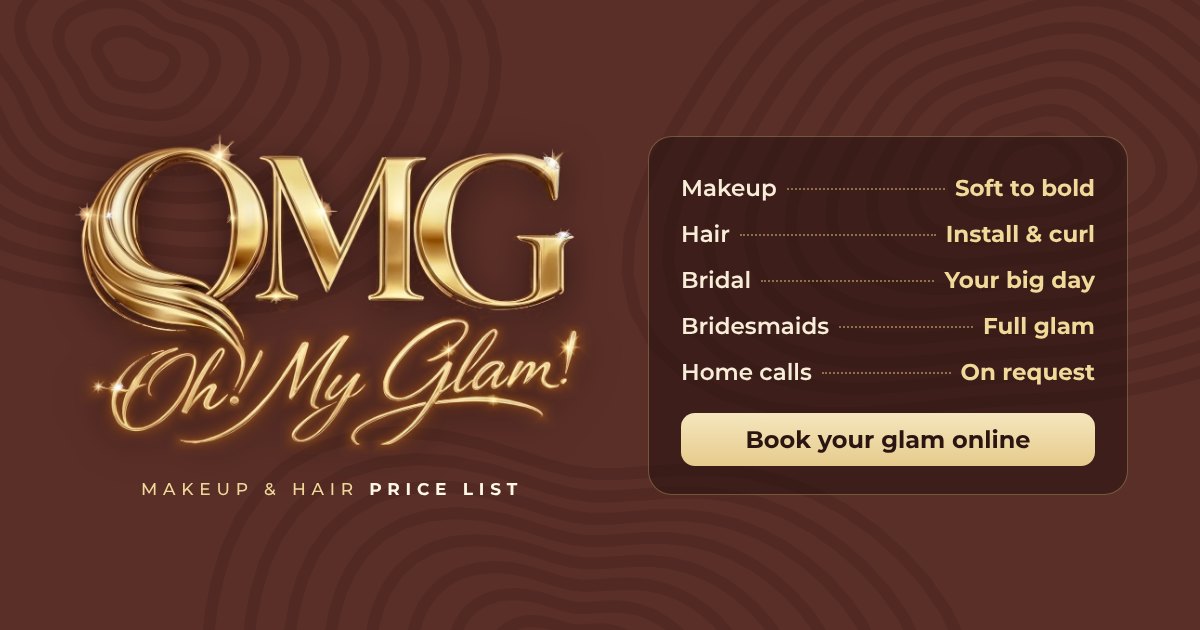 OMG
Oh! My Glam!
MAKEUP & HAIR PRICE LIST
Makeup Soft to bold
Hair Install & curl
Bridal Your big day
Bridesmaids Full glam
Home calls On request
Book your glam online